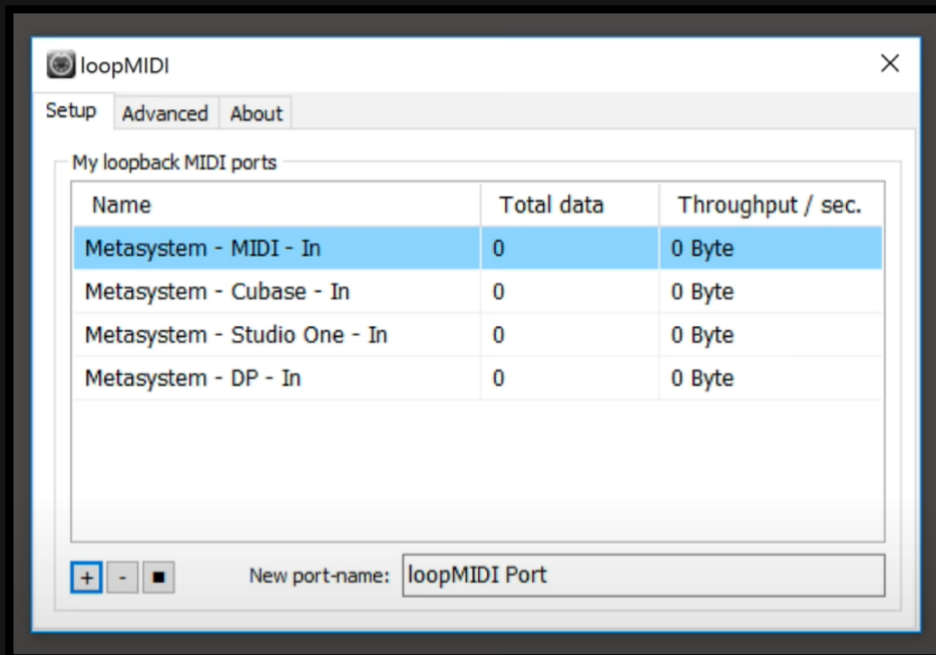 loopMIDI
Setup Advanced About
My loopback MIDI ports
Name Total data Throughput / sec.
Metasystem - MIDI - In 0 0 Byte
Metasystem - Cubase - In 0 0 Byte
Metasystem - Studio One - In 0 0 Byte
Metasystem - DP - In 0 0 Byte
+ - New port-name: loopMIDI Port